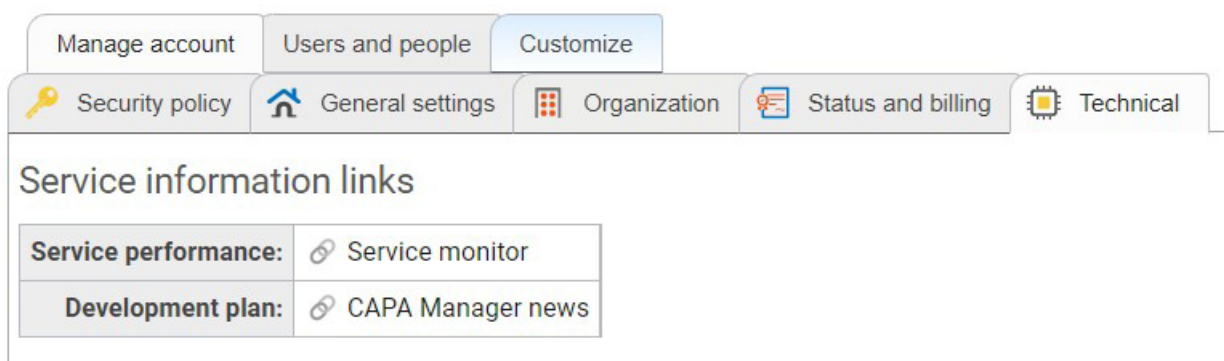 Manage account Users and people Customize
Security policy General settings Organization Status and billing Technical
Service information links
Service performance: Service monitor
Development plan: CAPA Manager news